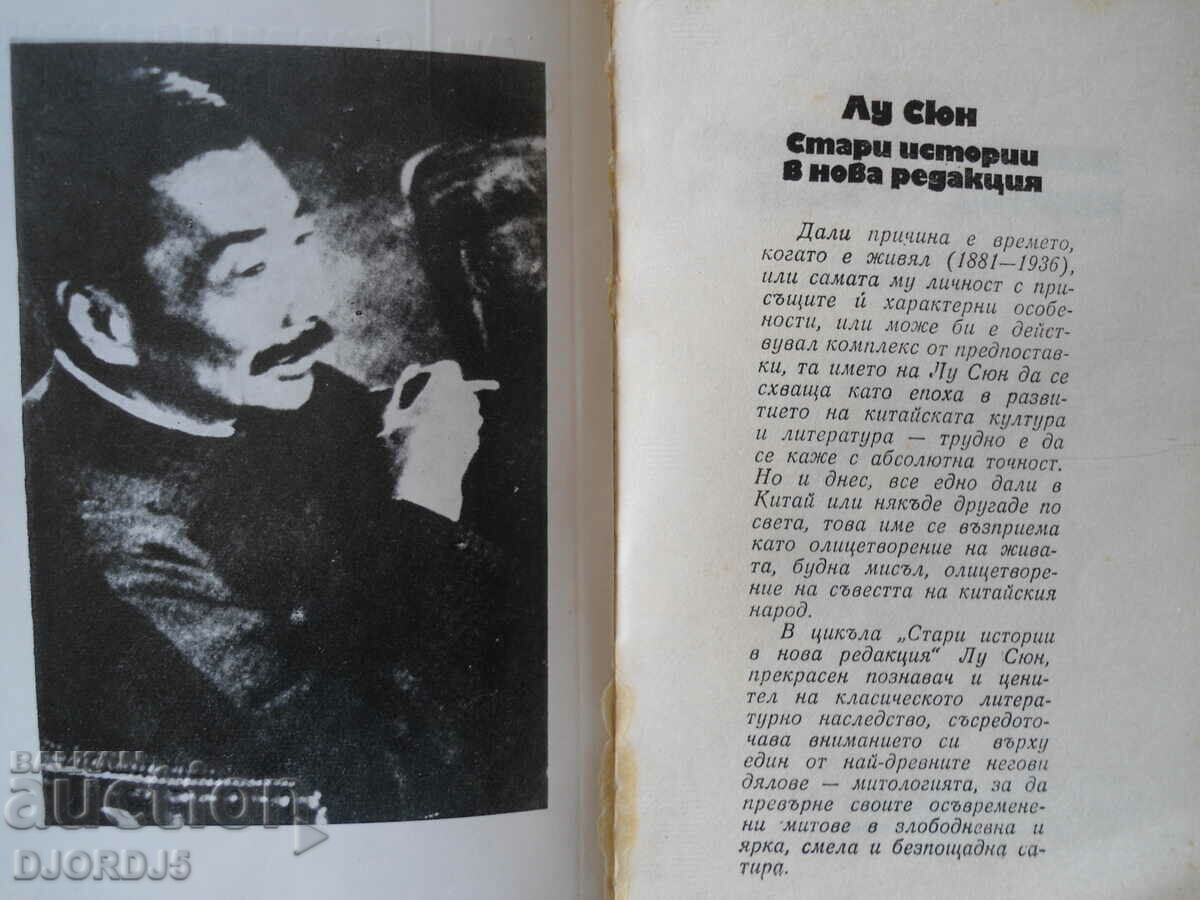 Лу Сюн
Стари истории
в нова редакция
Дали причина е времето,
когато е живял (1881—1936),
или самата му личност с при-
същите ѝ характерни особе-
ности, или може би е дейст-
вувал комплекс от предпостав-
ки, та името на Лу Сюн да се
схваща като епоха в разви-
тието на китайската култура
и литература — трудно е да
се каже с абсолютна точност.
Но и днес, все едно дали в
Китай или някъде другаде по
света, това име се възприема
като олицетворение на жива-
та, будна мисъл, олицетворе-
ние на съвестта на китайския
народ.
В цикъла „Стари истории
в нова редакция“ Лу Сюн,
прекрасен познавач и цени-
тел на класическото литера-
турно наследство, съсредото-
чава вниманието си върху
един от най-древните негови
дялове — митологията, за да
превърне своите осъвременe-
ни митове в злободневна и
ярка, смела и безпощадна са-
тира.
БАЛКАН
auction
DJORDJ5